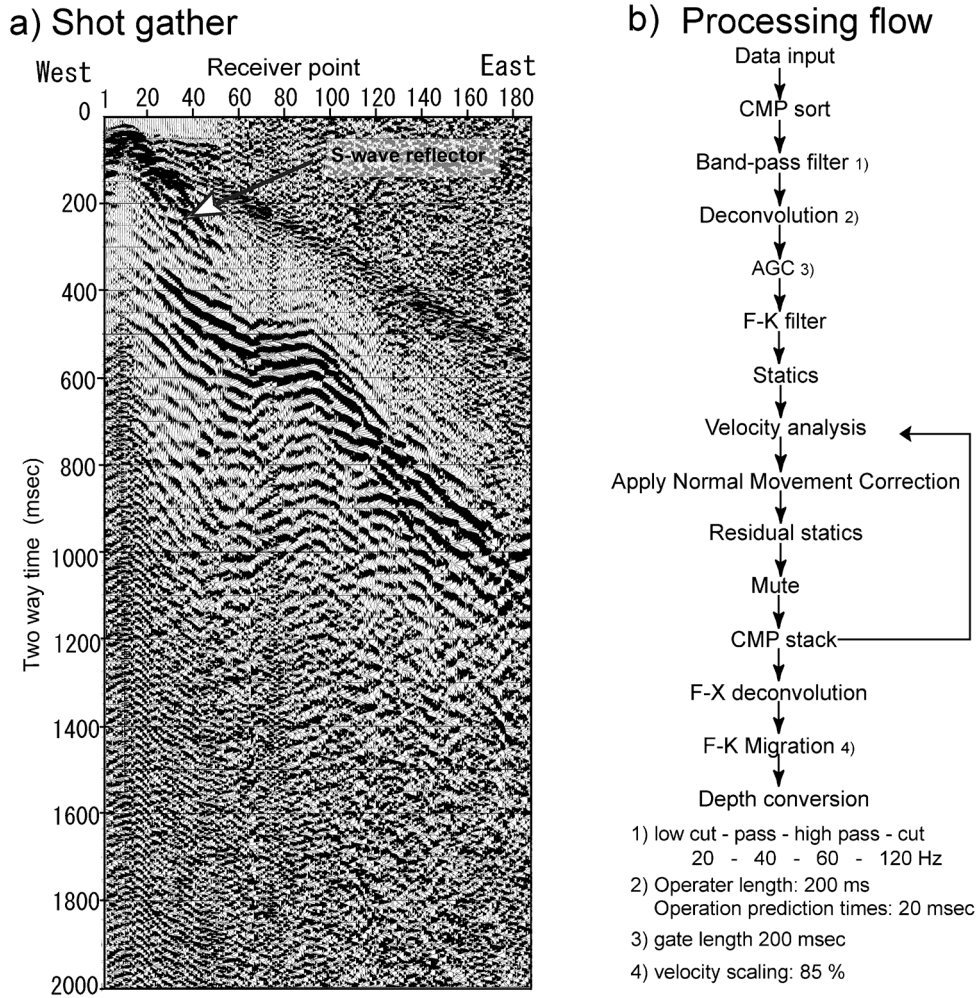 a) Shot gather
West Receiver point East
1 20 40 60 80 100 120 140 160 180
0
S-wave reflector
200
400
600
800
1000
1200
1400
1600
1800
2000
Two way time (msec)
b) Processing flow
Data input
CMP sort
Band-pass filter 1)
Deconvolution 2)
AGC 3)
F-K filter
Statics
Velocity analysis
Apply Normal Movement Correction
Residual statics
Mute
CMP stack
F-X deconvolution
F-K Migration 4)
Depth conversion
1) low cut - pass - high pass - cut
20 - 40 - 60 - 120 Hz
2) Operater length: 200 ms
Operation prediction times: 20 msec
3) gate length 200 msec
4) velocity scaling: 85 %